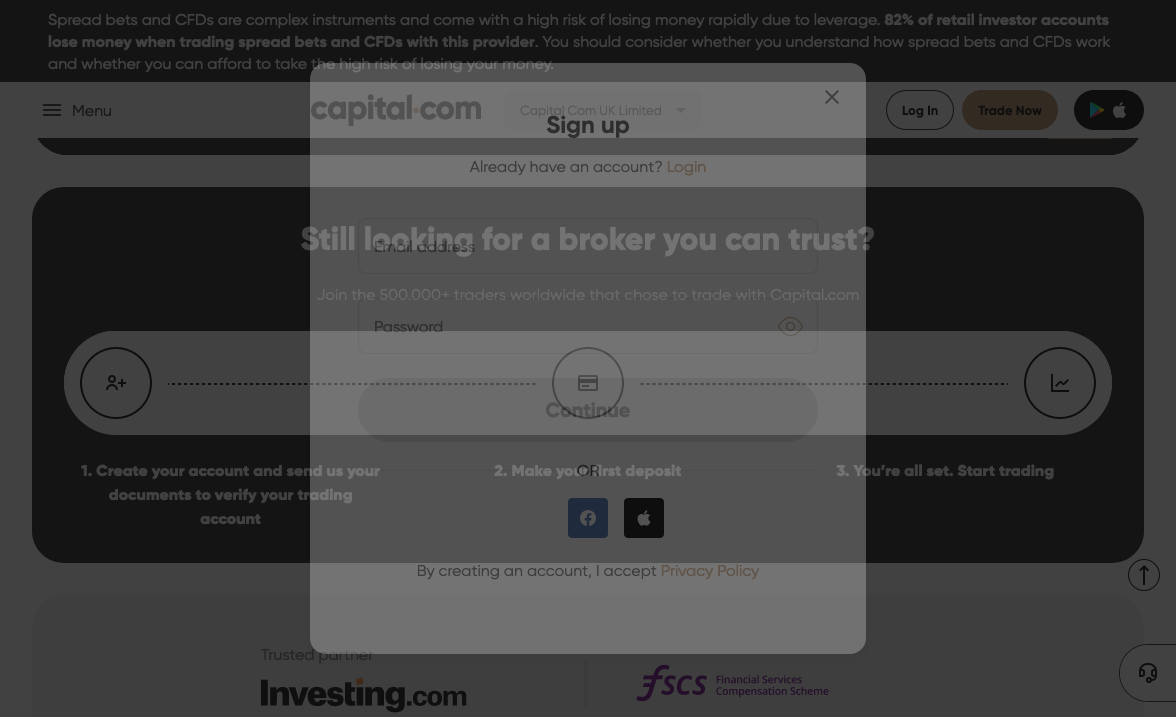 Spread bets and CFDs are complex instruments and come with a high risk of losing money rapidly due to leverage. 82% of retail investor accounts
lose money when trading spread bets and CFDs with this provider. You should consider whether you understand how spread bets and CFDs work
and whether you can afford to take the high risk of losing your money.
Menu
capital.com
Capital Com UK Limited
Log In
Trade Now
Sign up
Already have an account? Login
Still looking for a broker you can trust?
Email address
Join the 500.000+ traders worldwide that chose to trade with Capital.com
Password
Continue
1. Create your account and send us your
documents to verify your trading
account
2. Make your first deposit
OR
3. You're all set. Start trading
By creating an account, I accept Privacy Policy
Trusted partner
Investing.com
fscs Financial Services
Compensation Scheme